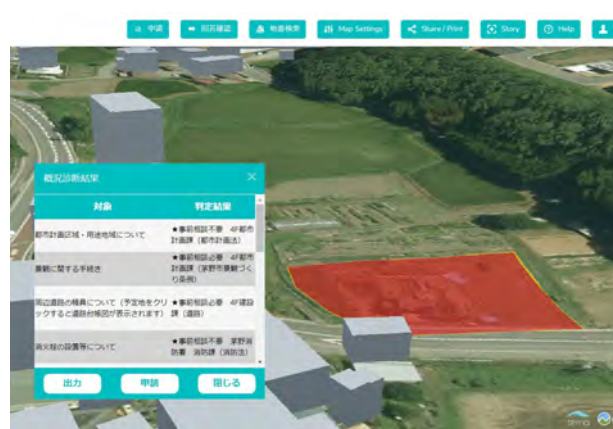 申請
回答確認
地番検索
Map Settings
Share / Print
Story
Help
概況診断結果
×
対象
判定結果
都市計画区域・用途地域について
★事前相談不要 4F都市
計画課（都市計画法）
景観に関する手続き
★事前相談必要 4F都市
計画課（茅野市景観づく
り条例）
周辺道路の幅員について（予定地をクリ
ックすると道路台帳図が表示されます）
★事前相談必要 4F建設
課（道路）
消火栓の設置等について
★事前相談不要 茅野消
防署 消防課（消防法）
出力
申請
閉じる